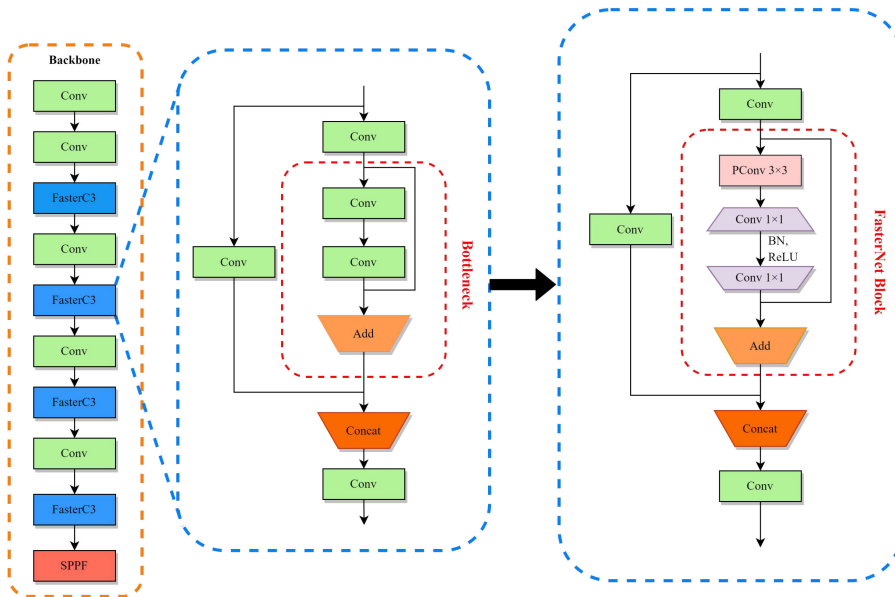 Backbone
Conv
Conv
FasterC3
Conv
FasterC3
Conv
FasterC3
Conv
FasterC3
SPPF
Conv
Conv
Conv
Conv
Add
Concat
Conv
Bottleneck
Conv
PConv 3×3
Conv 1×1
BN,
ReLU
Conv
Conv 1×1
Add
Concat
Conv
FasterNet Block